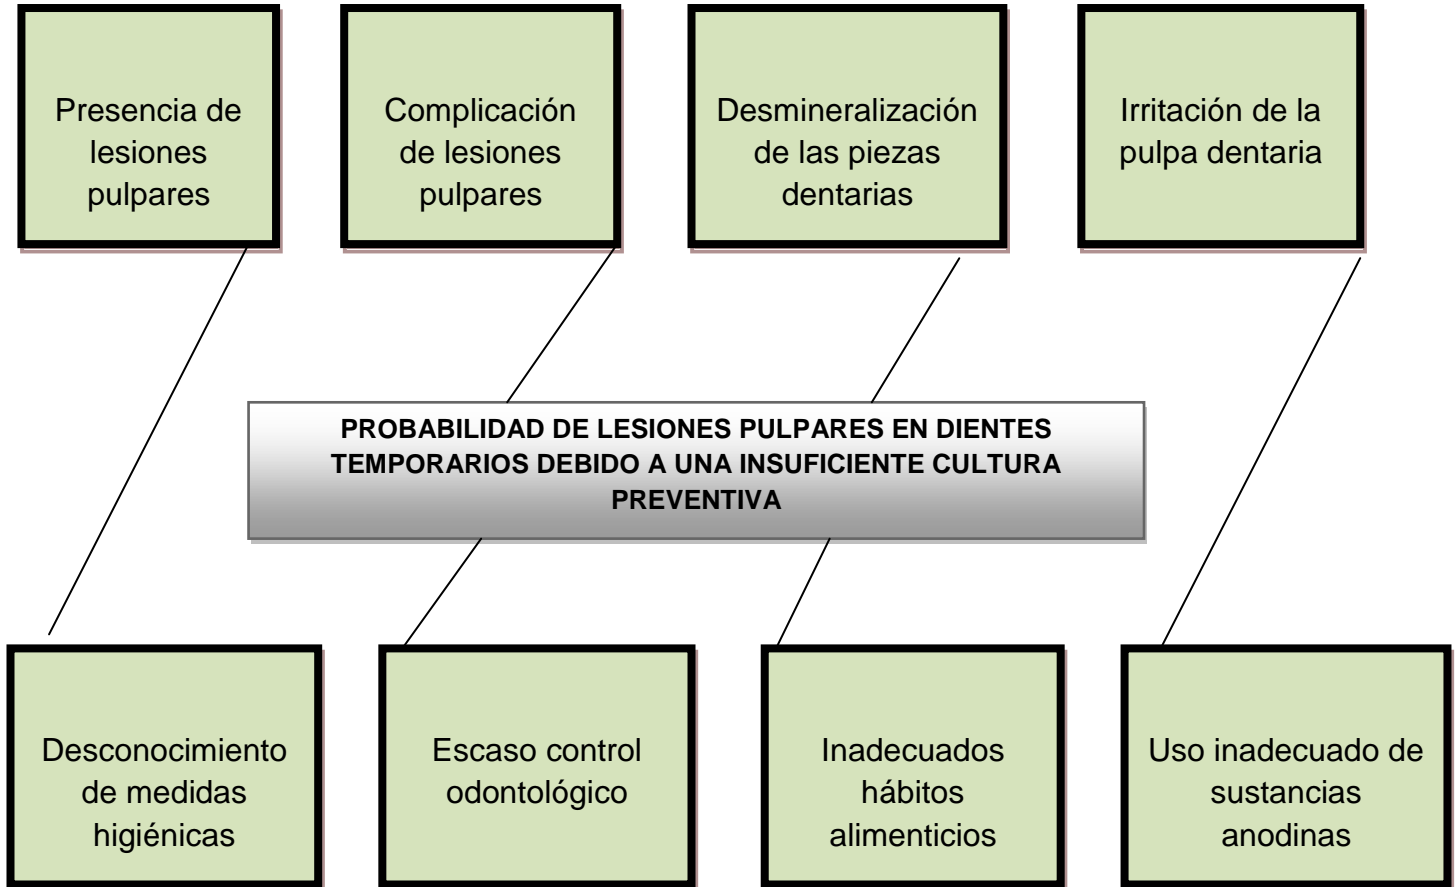 Presencia de
lesiones
pulpares
Complicación
de lesiones
pulpares
Desmineralización
de las piezas
dentarias
Irritación de la
pulpa dentaria
PROBABILIDAD DE LESIONES PULPARES EN DIENTES
TEMPORARIOS DEBIDO A UNA INSUFICIENTE CULTURA
PREVENTIVA
Desconocimiento
de medidas
higiénicas
Escaso control
odontológico
Inadecuados
hábitos
alimenticios
Uso inadecuado de
sustancias
anodinas